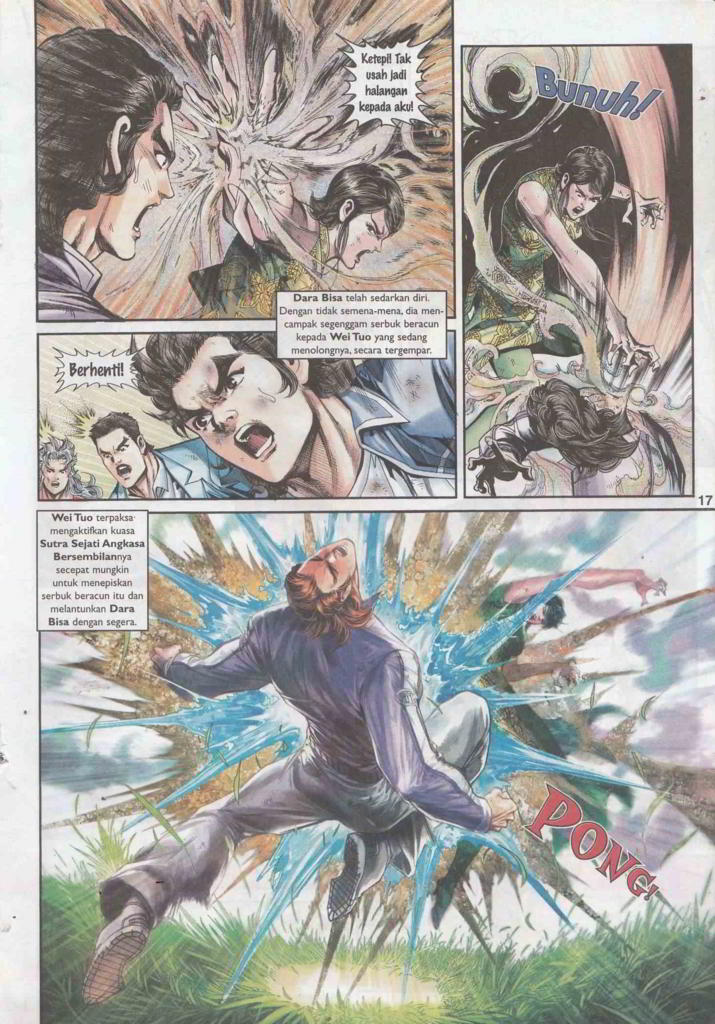 Ketepi! Tak
usah jadi
halangan
kepada aku!
Bunuh!
Dara Bisa telah sedarkan diri.
Dengan tidak semena-mena, dia men-
campak segenggam serbuk beracun
kepada Wei Tuo yang sedang
menolongnya, secara tergempar.
Berhenti!
17
Wei Tuo terpaksa
mengaktifkan kuasa
Sutra Sejati Angkasa
Bersembilannya
secepat mungkin
untuk menepiskan
serbuk beracun itu dan
melantunkan Dara
Bisa dengan segera.
PONG!